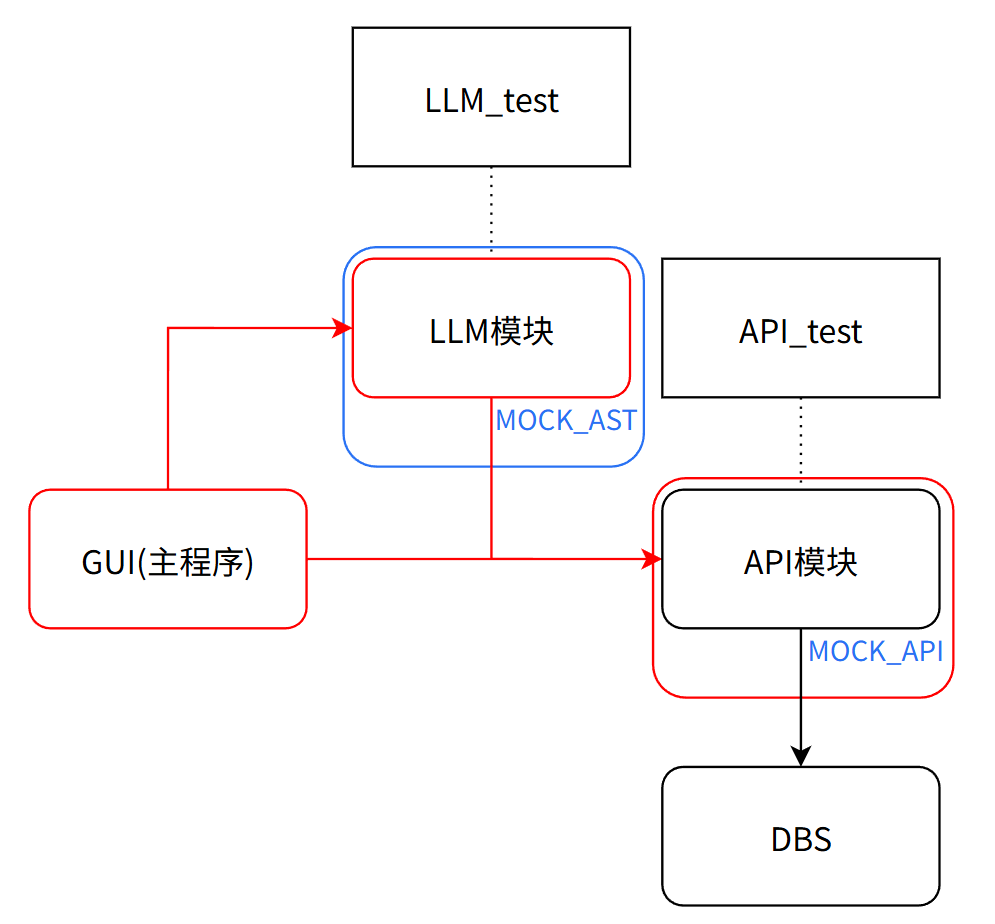 LLM_test
LLM模块
API_test
MOCK_AST
GUI(主程序)
API模块
MOCK_API
DBS